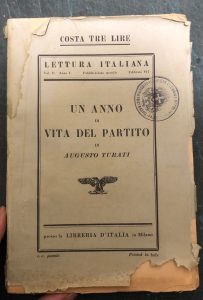 COSTA TRE LIRE
LETTURA ITALIANA
UN ANNO
DI
VITA DEL PARTITO
DI
AUGUSTO TURATI
presso la LIBRERIA D'ITALIA in Milano
c. c. postale Printed in Italy